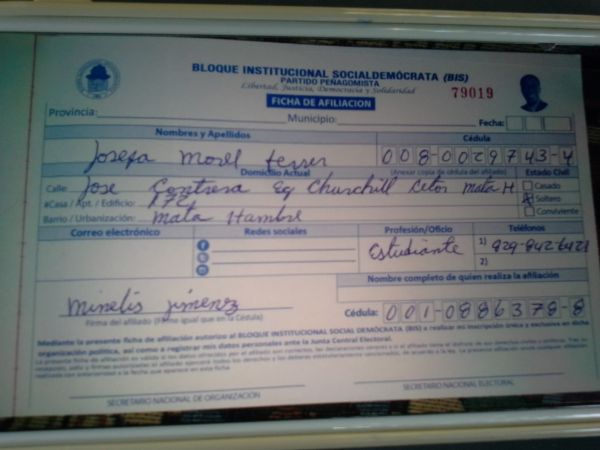 BLOQUE INSTITUCIONAL SOCIALDEMÓCRATA (BIS)
PARTIDO PEÑAGOMISTA
Libertad, Justicia, Democracia y Solidaridad
79019
FICHA DE AFILIACION
Provincia: Municipio: Fecha:
Nombres y Apellidos Cédula
Josefa Morel ferrer 008-0029743-4
Domicilio Actual (Anexar copia de cédula del afiliado) Estado Civil
Calle: Jose Contrera Eq Churchill Mata H Casado
#Casa / Apt. / Edificio: 172 Soltero
Barrio / Urbanización: Mata Hambre Conviviente
Correo electrónico Redes sociales Profesión/Oficio Teléfonos
Estudiante 1) 829-842-6421
2)
Nombre completo de quien realiza la afiliación
Minelis jimenez
Firma del afiliado (Firma igual que en la Cédula) Cédula: 001-0886378-8
Mediante la presente ficha de afiliación autorizo al BLOQUE INSTITUCIONAL SOCIAL DEMÓCRATA (BIS) a realizar mi inscripción única y exclusiva en dicha
organización política, así como a registrar mis datos personales ante la Junta Central Electoral.
SECRETARIO NACIONAL DE ORGANIZACIÓN SECRETARIO NACIONAL ELECTORAL